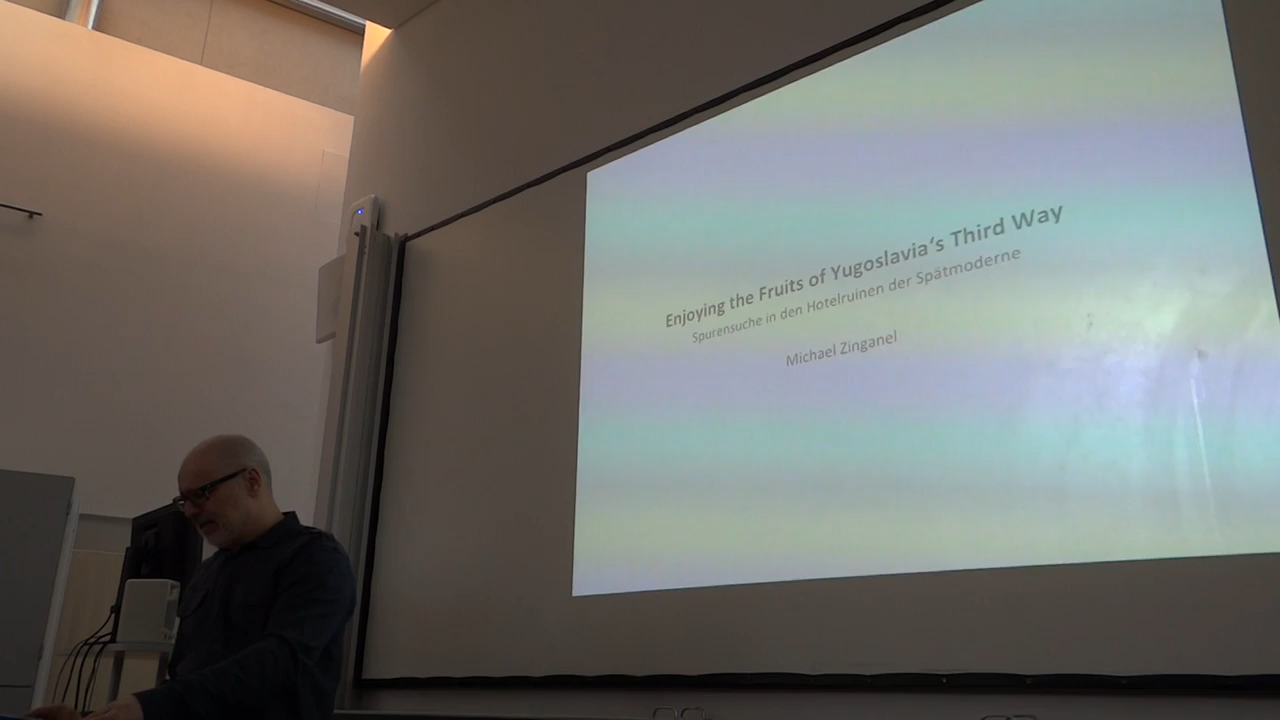 Enjoying the Fruits of Yugoslavia‘s Third Way
Spurensuche in den Hotelruinen der Spätmoderne
Michael Zinganel